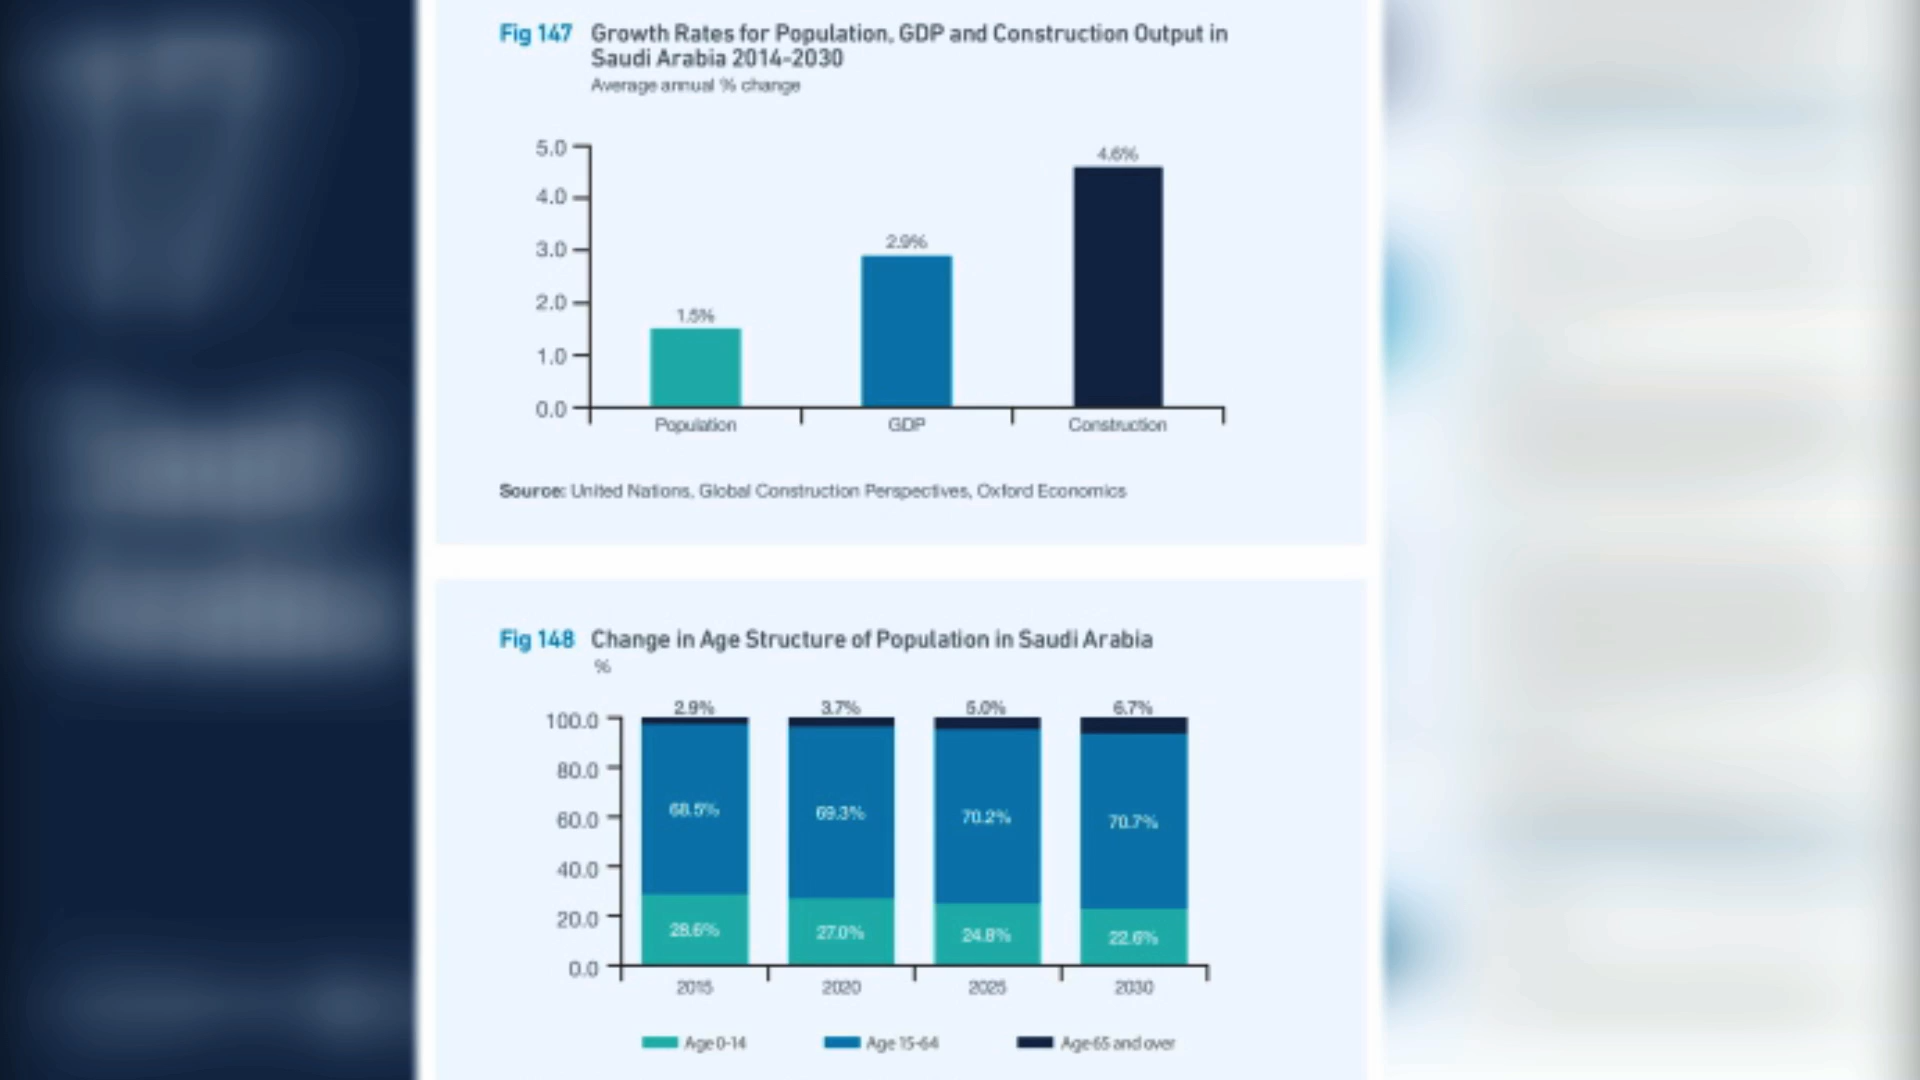 Fig 147 Growth Rates for Population, GDP and Construction Output in
Saudi Arabia 2014-2030
Average annual % change
5.0
4.0
3.0
2.0
1.0
0.0
1.5%
2.9%
4.6%
Population GDP Construction
Source: United Nations, Global Construction Perspectives, Oxford Economics
Fig 148 Change in Age Structure of Population in Saudi Arabia
%
2.9% 3.7% 5.0% 6.7%
100.0
80.0
60.0
40.0
20.0
0.0
68.5% 69.3% 70.2% 70.7%
28.6% 27.0% 24.8% 22.6%
2015 2020 2025 2030
Age 0-14 Age 15-64 Age 65 and over